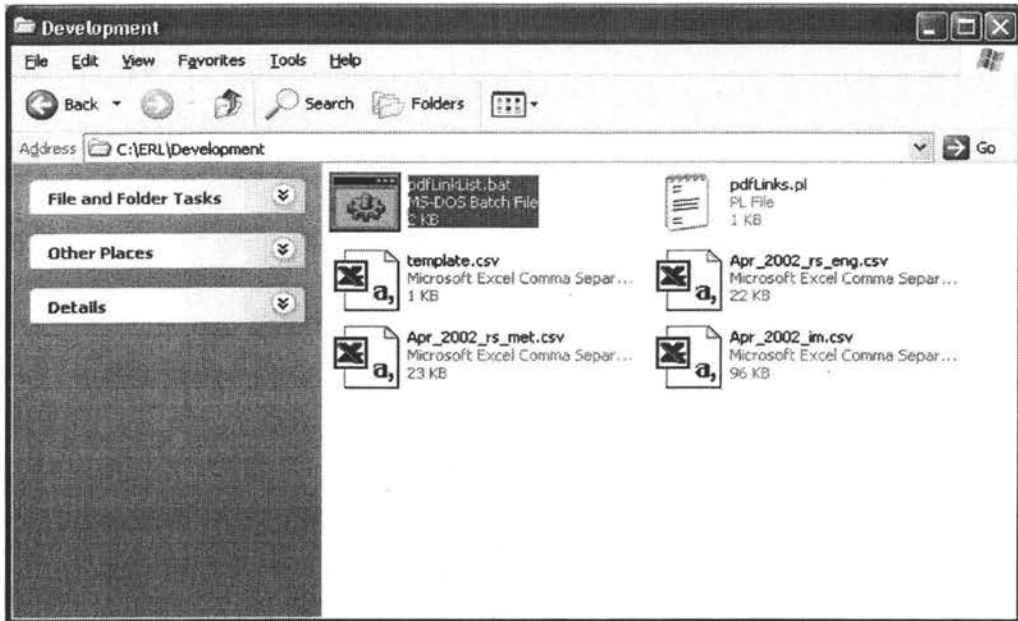 Development
File Edit View Favorites Tools Help
Back Search Folders
Address C:\ERL\Development Go
File and Folder Tasks
Other Places
Details
pdfLinkList.bat
MS-DOS Batch File
2 KB
pdfLinks.pl
PL File
1 KB
template.csv
Microsoft Excel Comma Separ...
1 KB
Apr_2002_rs_eng.csv
Microsoft Excel Comma Separ...
22 KB
Apr_2002_rs_met.csv
Microsoft Excel Comma Separ...
23 KB
Apr_2002_im.csv
Microsoft Excel Comma Separ...
96 KB